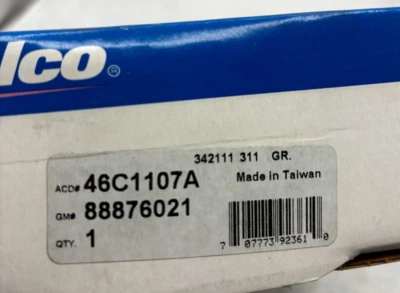 lco®
342111 311 GR.
ACD# 46C1107A Made in Taiwan
GM# 88876021
QTY. 1
7 07773 92361 0